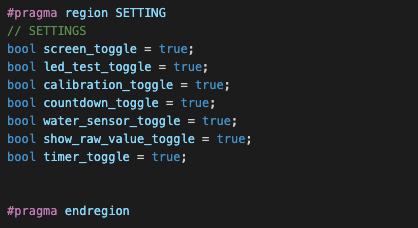 #pragma region SETTING
// SETTINGS
bool screen_toggle = true;
bool led_test_toggle = true;
bool calibration_toggle = true;
bool countdown_toggle = true;
bool water_sensor_toggle = true;
bool show_raw_value_toggle = true;
bool timer_toggle = true;
#pragma endregion